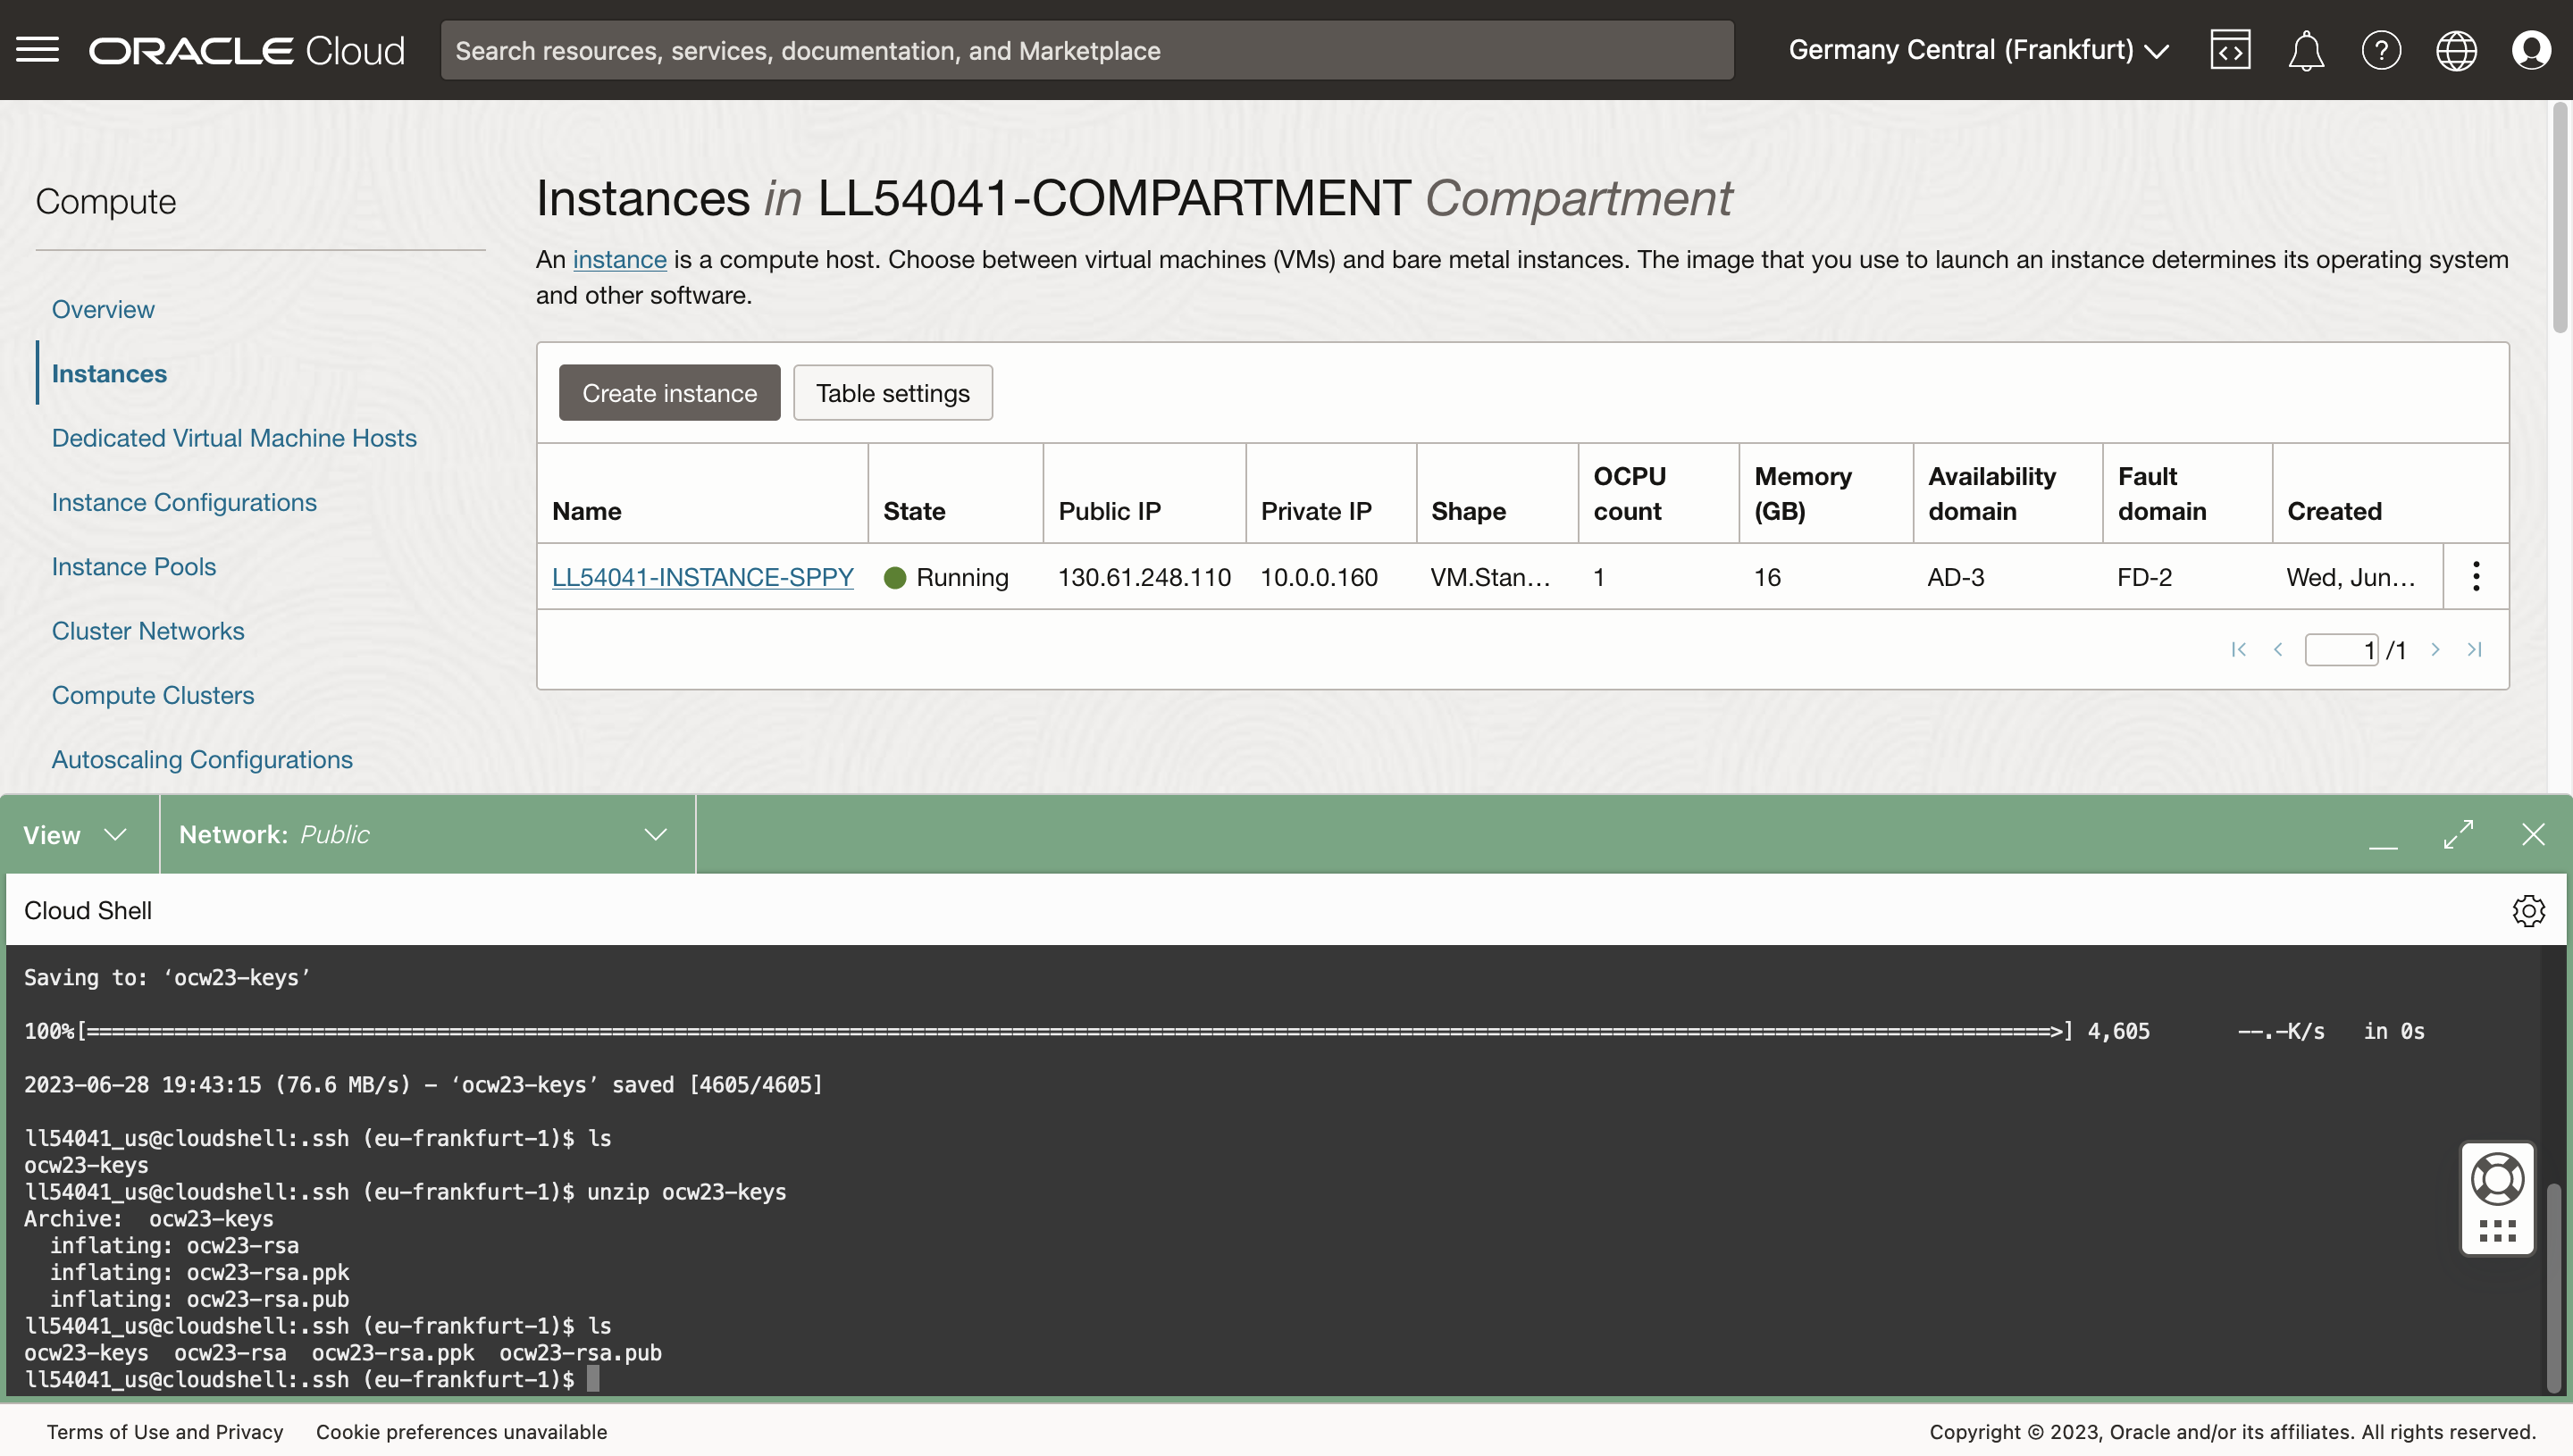 ORACLE Cloud
Search resources, services, documentation, and Marketplace
Germany Central (Frankfurt)
Compute
Overview
Instances
Dedicated Virtual Machine Hosts
Instance Configurations
Instance Pools
Cluster Networks
Compute Clusters
Autoscaling Configurations
Instances in LL54041-COMPARTMENT Compartment
An instance is a compute host. Choose between virtual machines (VMs) and bare metal instances. The image that you use to launch an instance determines its operating system
and other software.
Create instance Table settings
Name State Public IP Private IP Shape OCPU count Memory (GB) Availability domain Fault domain Created
LL54041-INSTANCE-SPPY Running 130.61.248.110 10.0.0.160 VM.Stan... 1 16 AD-3 FD-2 Wed, Jun...
1 /1
View Network: Public
Cloud Shell
Saving to: ‘ocw23-keys’
100%[=============================================================================================================================================================>] 4,605 --.-K/s in 0s
2023-06-28 19:43:15 (76.6 MB/s) - ‘ocw23-keys’ saved [4605/4605]
ll54041_us@cloudshell:.ssh (eu-frankfurt-1)$ ls
ocw23-keys
ll54041_us@cloudshell:.ssh (eu-frankfurt-1)$ unzip ocw23-keys
Archive: ocw23-keys
inflating: ocw23-rsa
inflating: ocw23-rsa.ppk
inflating: ocw23-rsa.pub
ll54041_us@cloudshell:.ssh (eu-frankfurt-1)$ ls
ocw23-keys ocw23-rsa ocw23-rsa.ppk ocw23-rsa.pub
ll54041_us@cloudshell:.ssh (eu-frankfurt-1)$
Terms of Use and Privacy Cookie preferences unavailable
Copyright © 2023, Oracle and/or its affiliates. All rights reserved.